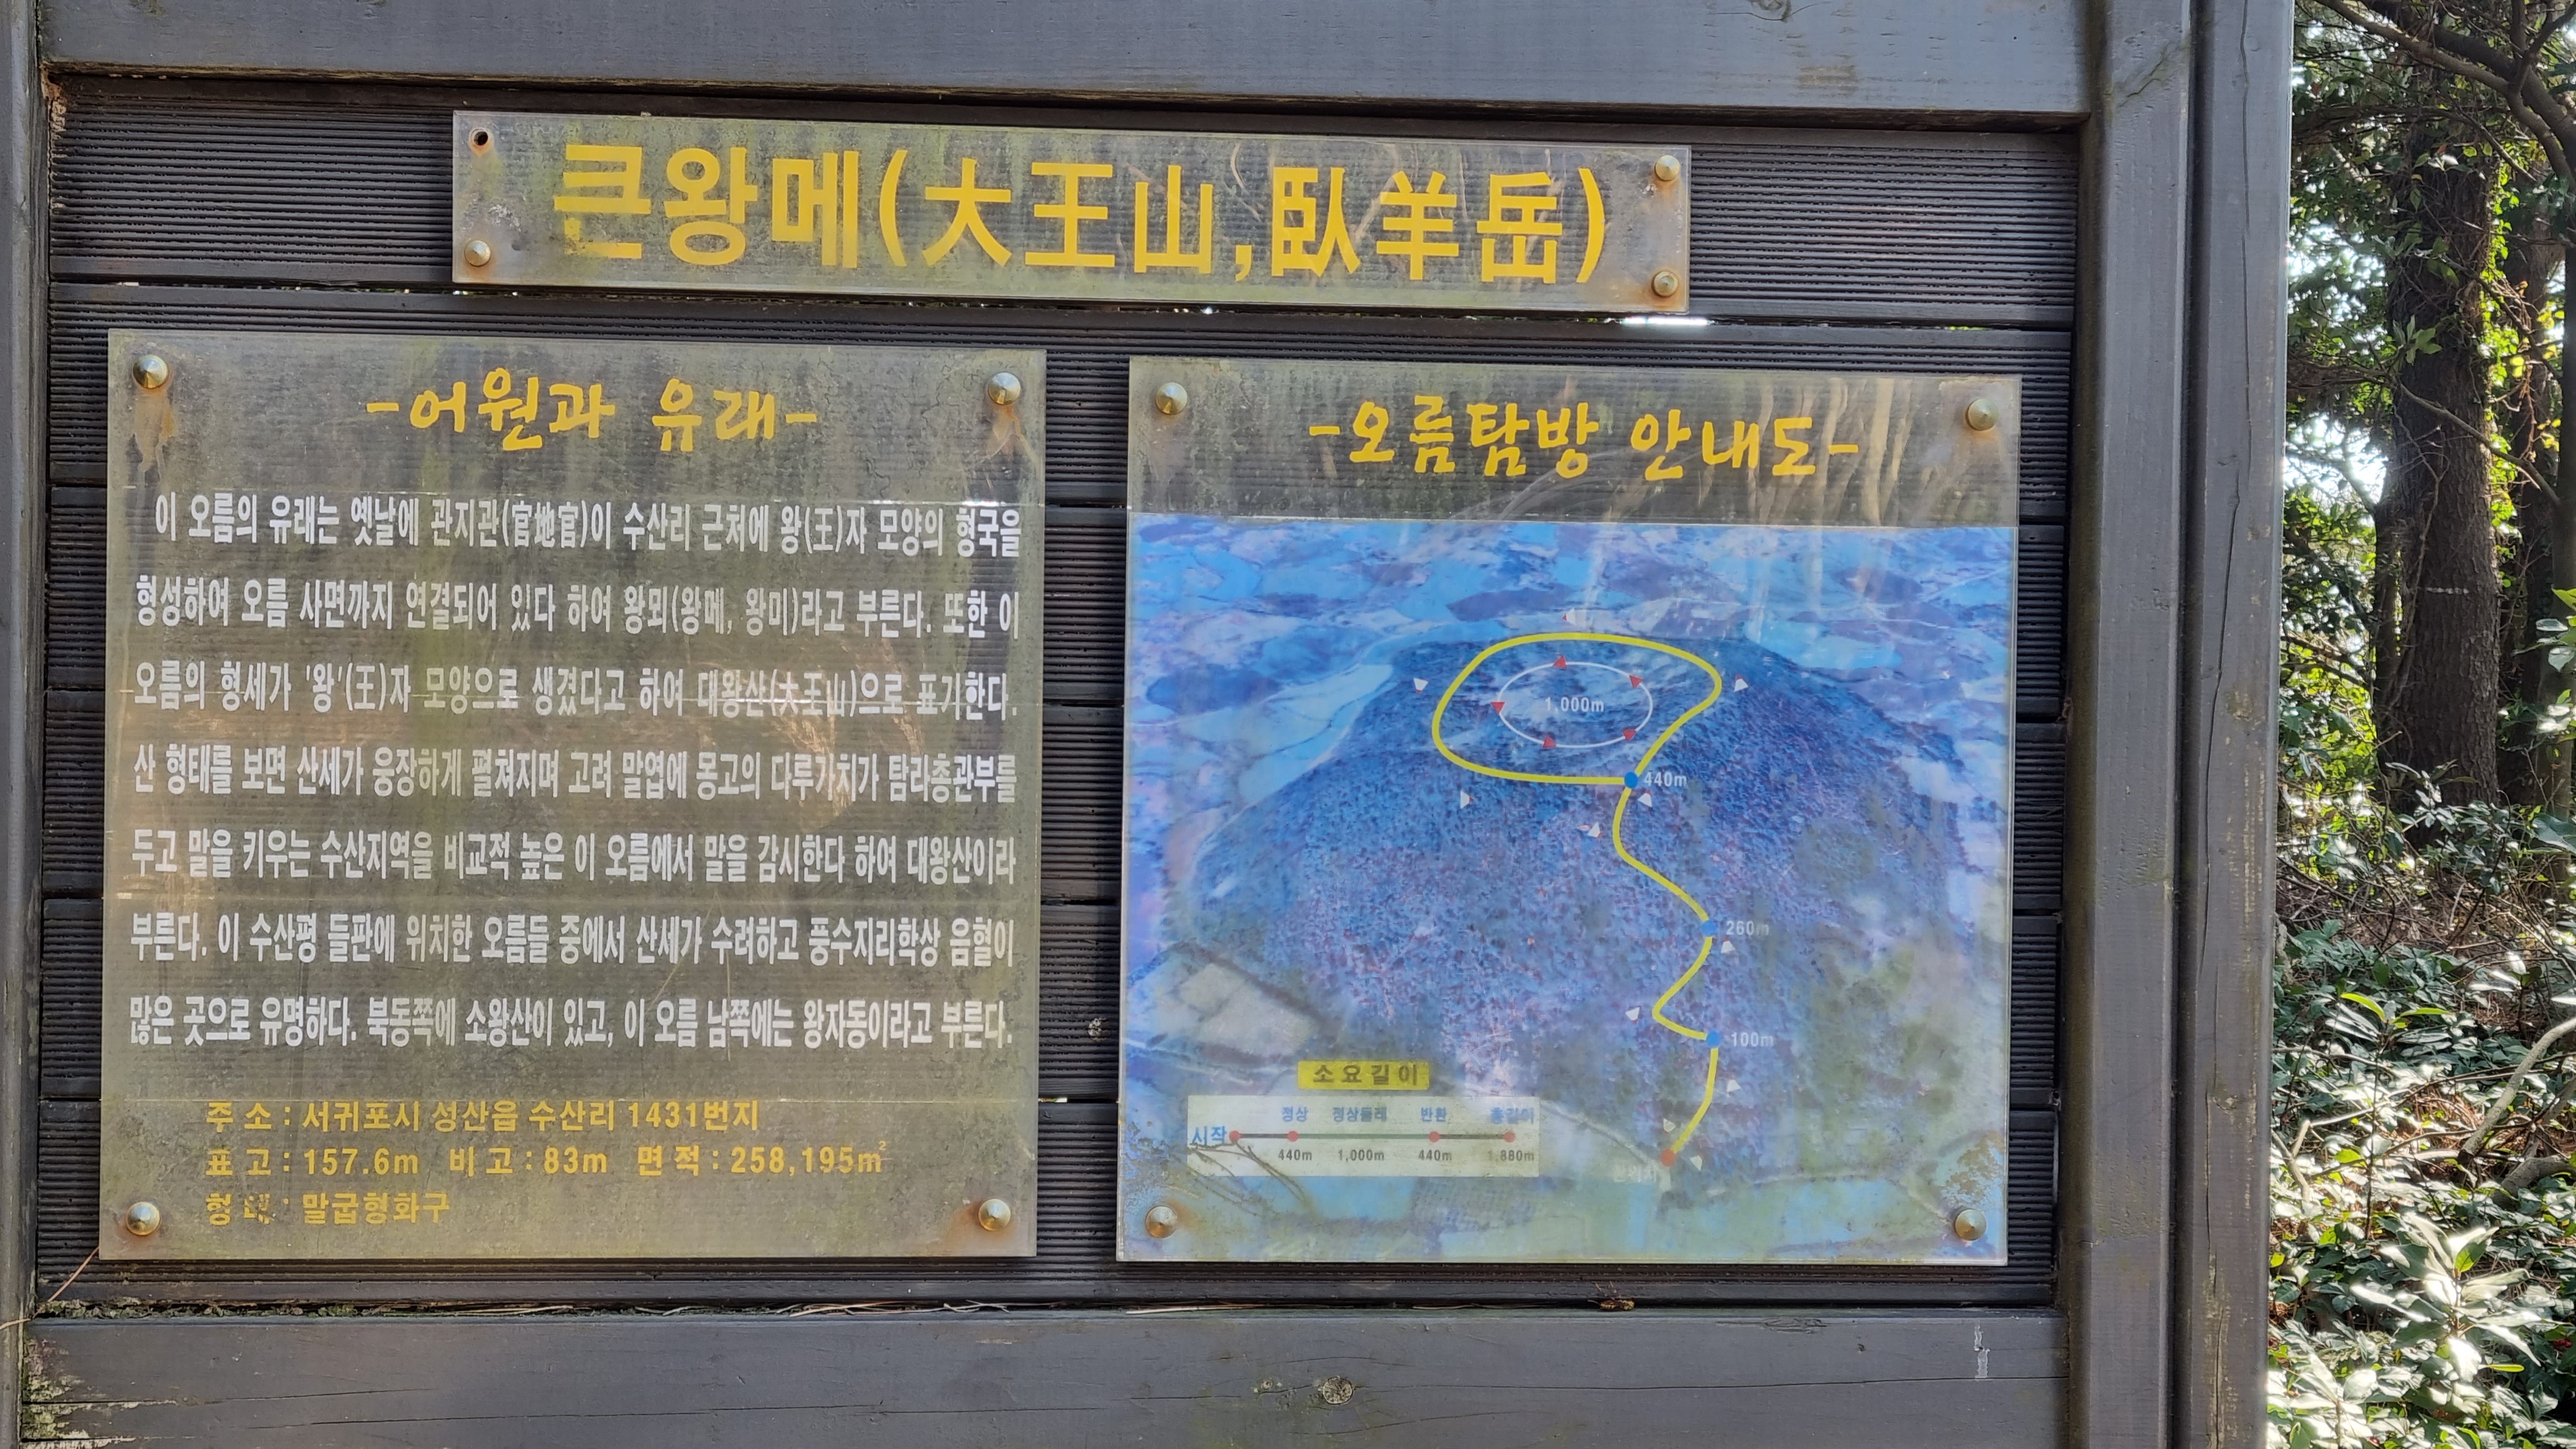 큰왕메(大王山,臥羊岳)
-어원과 유래-
이 오름의 유래는 옛날에 관지관(官地官)이 수산리 근처에 왕(王)자 모양의 형국을
형성하여 오름 사면까지 연결되어 있다 하여 왕뫼(왕메, 왕미)라고 부른다. 또한 이
오름의 형세가 '왕'(王)자 모양으로 생겼다고 하여 대왕산(大王山)으로 표기한다.
산 형태를 보면 산세가 웅장하게 펼쳐지며 고려 말엽에 몽고의 다루가치가 탐라총관부를
두고 말을 키우는 수산지역을 비교적 높은 이 오름에서 말을 감시한다 하여 대왕산이라
부른다. 이 수산평 들판에 위치한 오름들 중에서 산세가 수려하고 풍수지리학상 음혈이
많은 곳으로 유명하다. 북동쪽에 소왕산이 있고, 이 오름 남쪽에는 왕자동이라고 부른다.
주 소 : 서귀포시 성산읍 수산리 1431번지
표 고 : 157.6m 비 고 : 83m 면 적 : 258,195㎡
형 태 : 말굽형화구
-오름탐방 안내도-
1,000m
440m
260m
100m
소요길이
정상 정상둘레 반환 총길이
시작
440m 1,000m 440m 1,880m